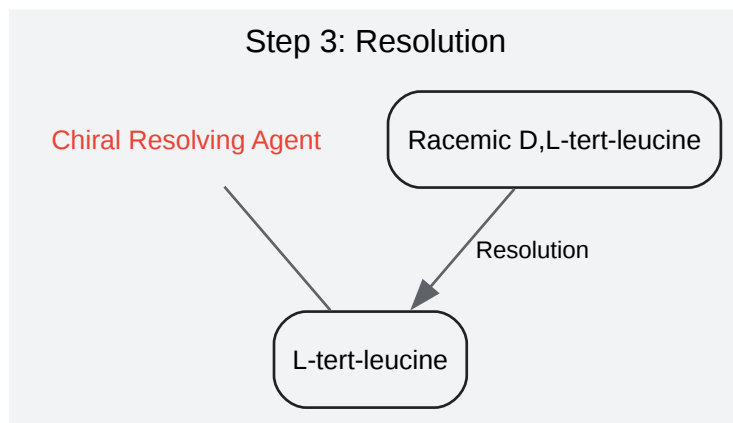 Step 3: Resolution
Chiral Resolving Agent
Racemic D,L-tert-leucine
Resolution
L-tert-leucine